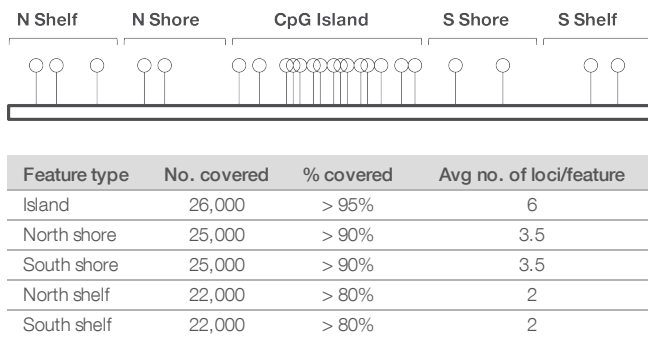 N Shelf N Shore CpG Island S Shore S Shelf
Feature type No. covered % covered Avg no. of loci/feature
Island 26,000 > 95% 6
North shore 25,000 > 90% 3.5
South shore 25,000 > 90% 3.5
North shelf 22,000 > 80% 2
South shelf 22,000 > 80% 2